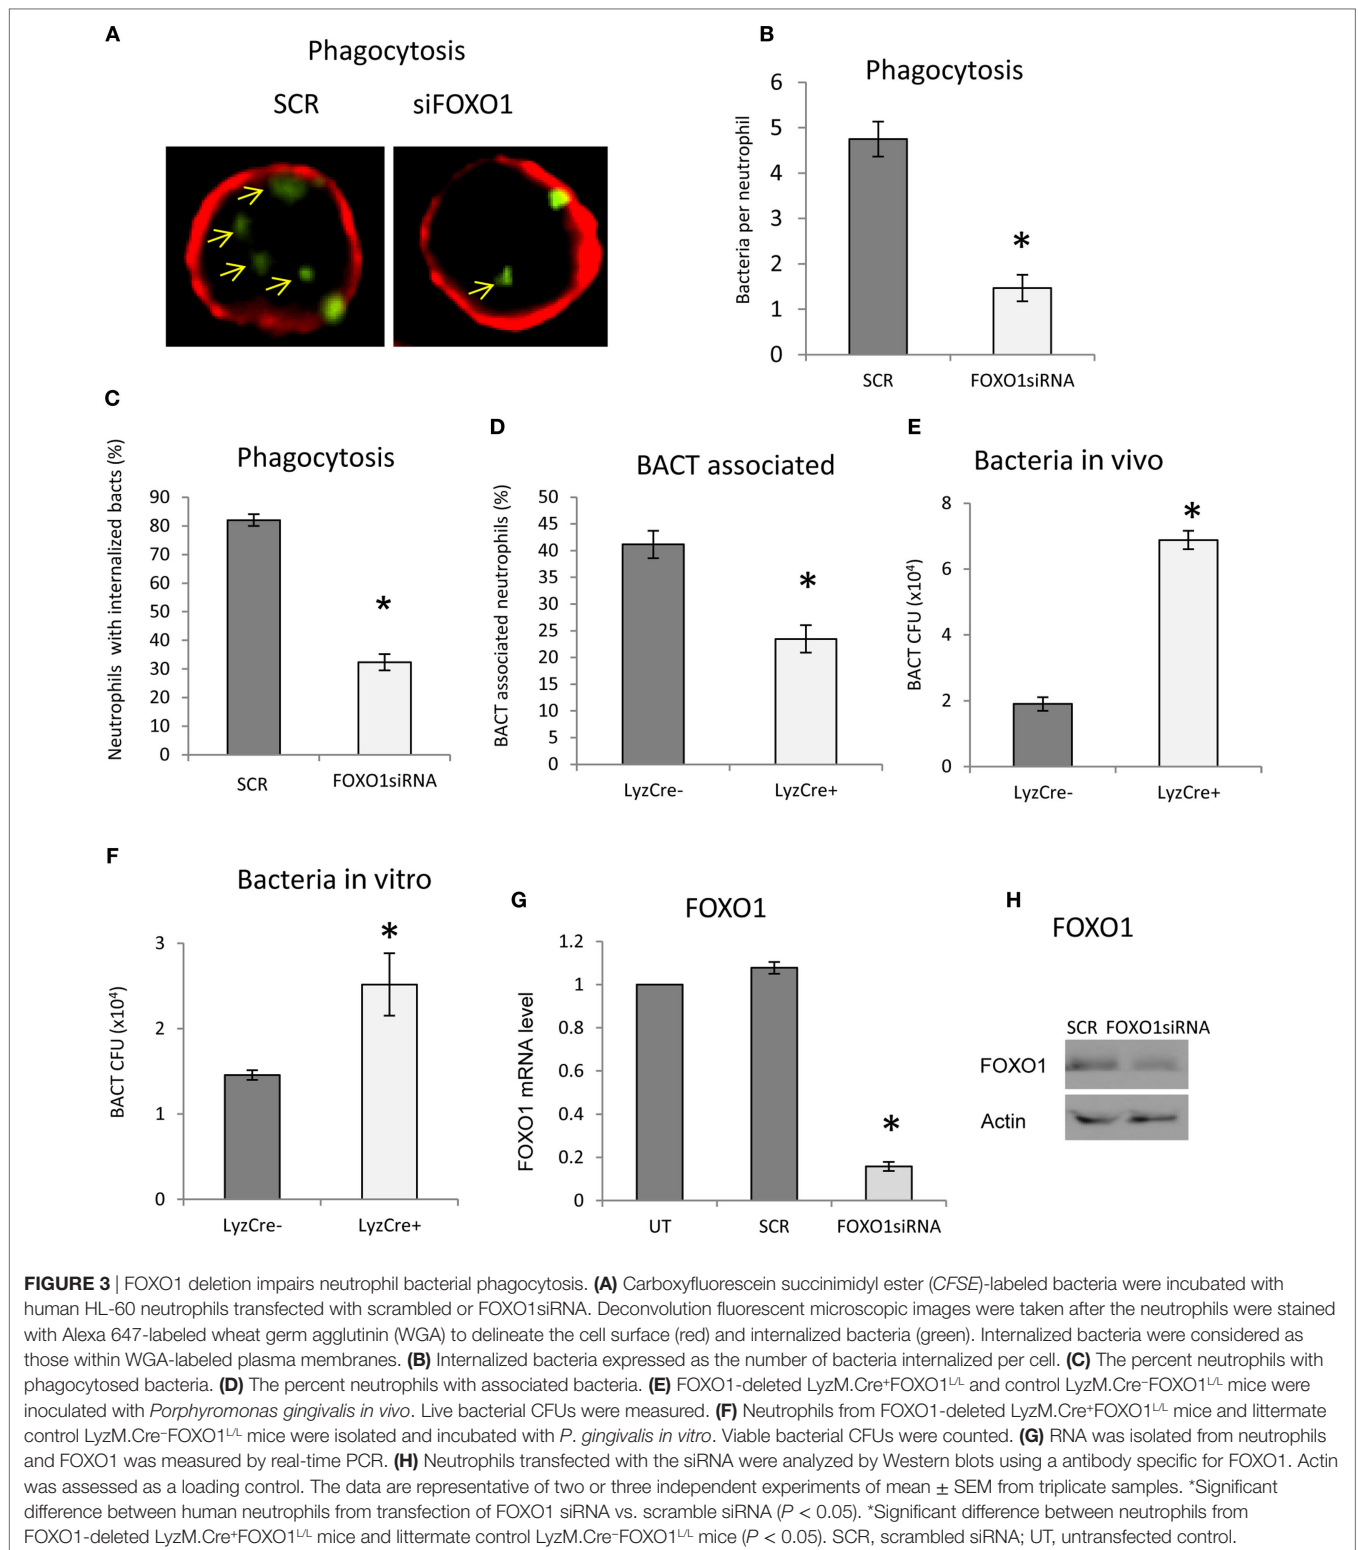 A
Phagocytosis
SCR siFOXO1
B
Phagocytosis
Bacteria per neutrophil
6
5
4
3
2
1
0
*
SCR FOXO1siRNA
C
Phagocytosis
Neutrophils with internalized bacts (%)
90
80
70
60
50
40
30
20
10
0
*
SCR FOXO1siRNA
D
BACT associated
BACT associated neutrophils (%)
50
45
40
35
30
25
20
15
10
5
0
*
LyzCre- LyzCre+
E
Bacteria in vivo
BACT CFU (x10⁴)
8
6
4
2
0
*
LyzCre- LyzCre+
F
Bacteria in vitro
BACT CFU (x10⁴)
3
2
1
0
*
LyzCre- LyzCre+
G
FOXO1
FOXO1 mRNA level
1.2
1
0.8
0.6
0.4
0.2
0
*
UT SCR FOXO1siRNA
H
FOXO1
SCR FOXO1siRNA
FOXO1
Actin
FIGURE 3 | FOXO1 deletion impairs neutrophil bacterial phagocytosis. (A) Carboxyfluorescein succinimidyl ester (CFSE)-labeled bacteria were incubated with
human HL-60 neutrophils transfected with scrambled or FOXO1siRNA. Deconvolution fluorescent microscopic images were taken after the neutrophils were stained
with Alexa 647-labeled wheat germ agglutinin (WGA) to delineate the cell surface (red) and internalized bacteria (green). Internalized bacteria were considered as
those within WGA-labeled plasma membranes. (B) Internalized bacteria expressed as the number of bacteria internalized per cell. (C) The percent neutrophils with
phagocytosed bacteria. (D) The percent neutrophils with associated bacteria. (E) FOXO1-deleted LyzM.Cre⁺FOXO1ᴸ/ᴸ and control LyzM.Cre⁻FOXO1ᴸ/ᴸ mice were
inoculated with Porphyromonas gingivalis in vivo. Live bacterial CFUs were measured. (F) Neutrophils from FOXO1-deleted LyzM.Cre⁺FOXO1ᴸ/ᴸ mice and littermate
control LyzM.Cre⁻FOXO1ᴸ/ᴸ mice were isolated and incubated with P. gingivalis in vitro. Viable bacterial CFUs were counted. (G) RNA was isolated from neutrophils
and FOXO1 was measured by real-time PCR. (H) Neutrophils transfected with the siRNA were analyzed by Western blots using a antibody specific for FOXO1. Actin
was assessed as a loading control. The data are representative of two or three independent experiments of mean ± SEM from triplicate samples. *Significant
difference between human neutrophils from transfection of FOXO1 siRNA vs. scramble siRNA (P < 0.05). *Significant difference between neutrophils from
FOXO1-deleted LyzM.Cre⁺FOXO1ᴸ/ᴸ mice and littermate control LyzM.Cre⁻FOXO1ᴸ/ᴸ mice (P < 0.05). SCR, scrambled siRNA; UT, untransfected control.